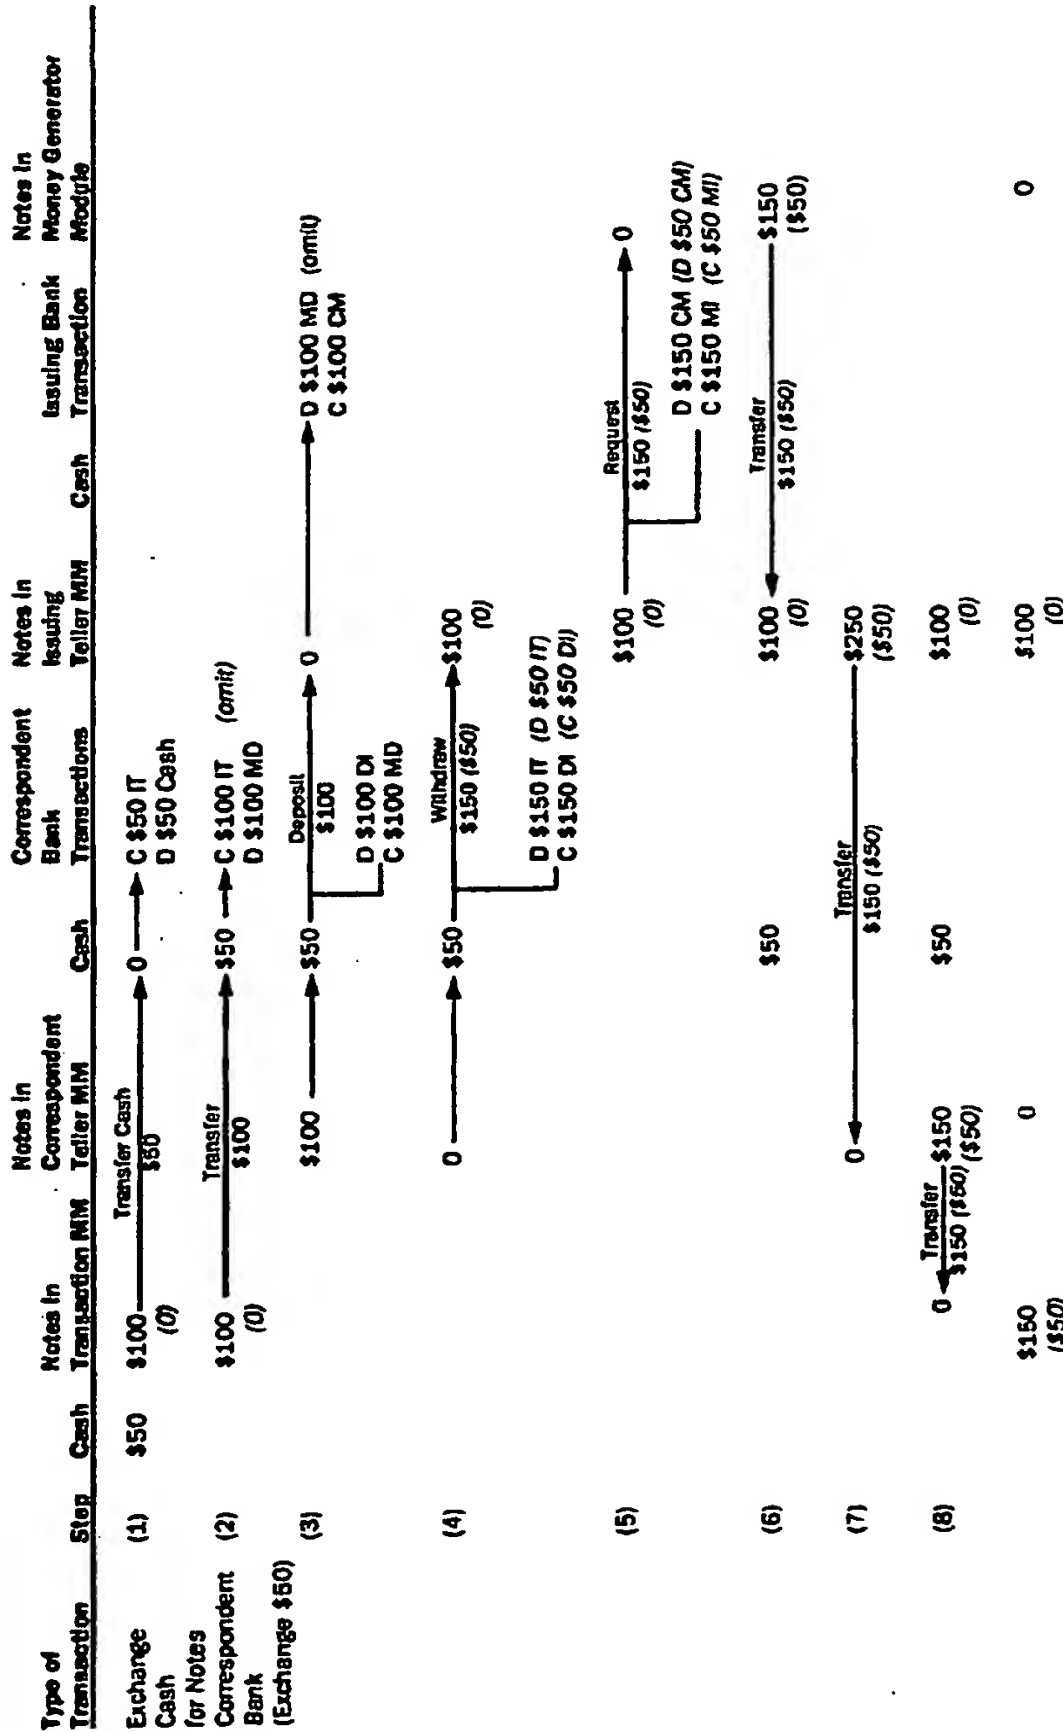 Type of
Transaction Step Cash Notes In
Transaction MM Notes In
Correspondent
Teller MM Cash Correspondent
Bank
Transactions Notes In
Issuing
Teller MM Cash Issuing Bank
Transaction Notes In
Money Generator
Module
Exchange
Cash
for Notes
Correspondent
Bank
(Exchange $50)
(1) $50 $100
(0)
Transfer Cash
$50
0 C $50 IT
D $50 Cash
(2) $100
(0)
Transfer
$100
$50 C $100 IT (omit)
D $100 MD
(3) $100 $50
Deposit
$100
D $100 DI
C $100 MD
0 D $100 MD (omit)
C $100 CM
(4) 0 $50
Withdraw
$150 ($50)
D $150 IT (D $50 IT)
C $150 DI (C $50 DI)
$100
(0)
(5) $100
(0)
Request
$150 ($50)
D $150 CM (D $50 CM)
C $150 MI (C $50 MI)
0
(6) $50 $100
(0)
Transfer
$150 ($50)
$150
($50)
(7) 0
Transfer
$150 ($50)
$250
($50)
(8) 0
Transfer
$150 ($50)
$150
($50)
$50 $100
(0)
$150
($50)
0 $100
(0)
0